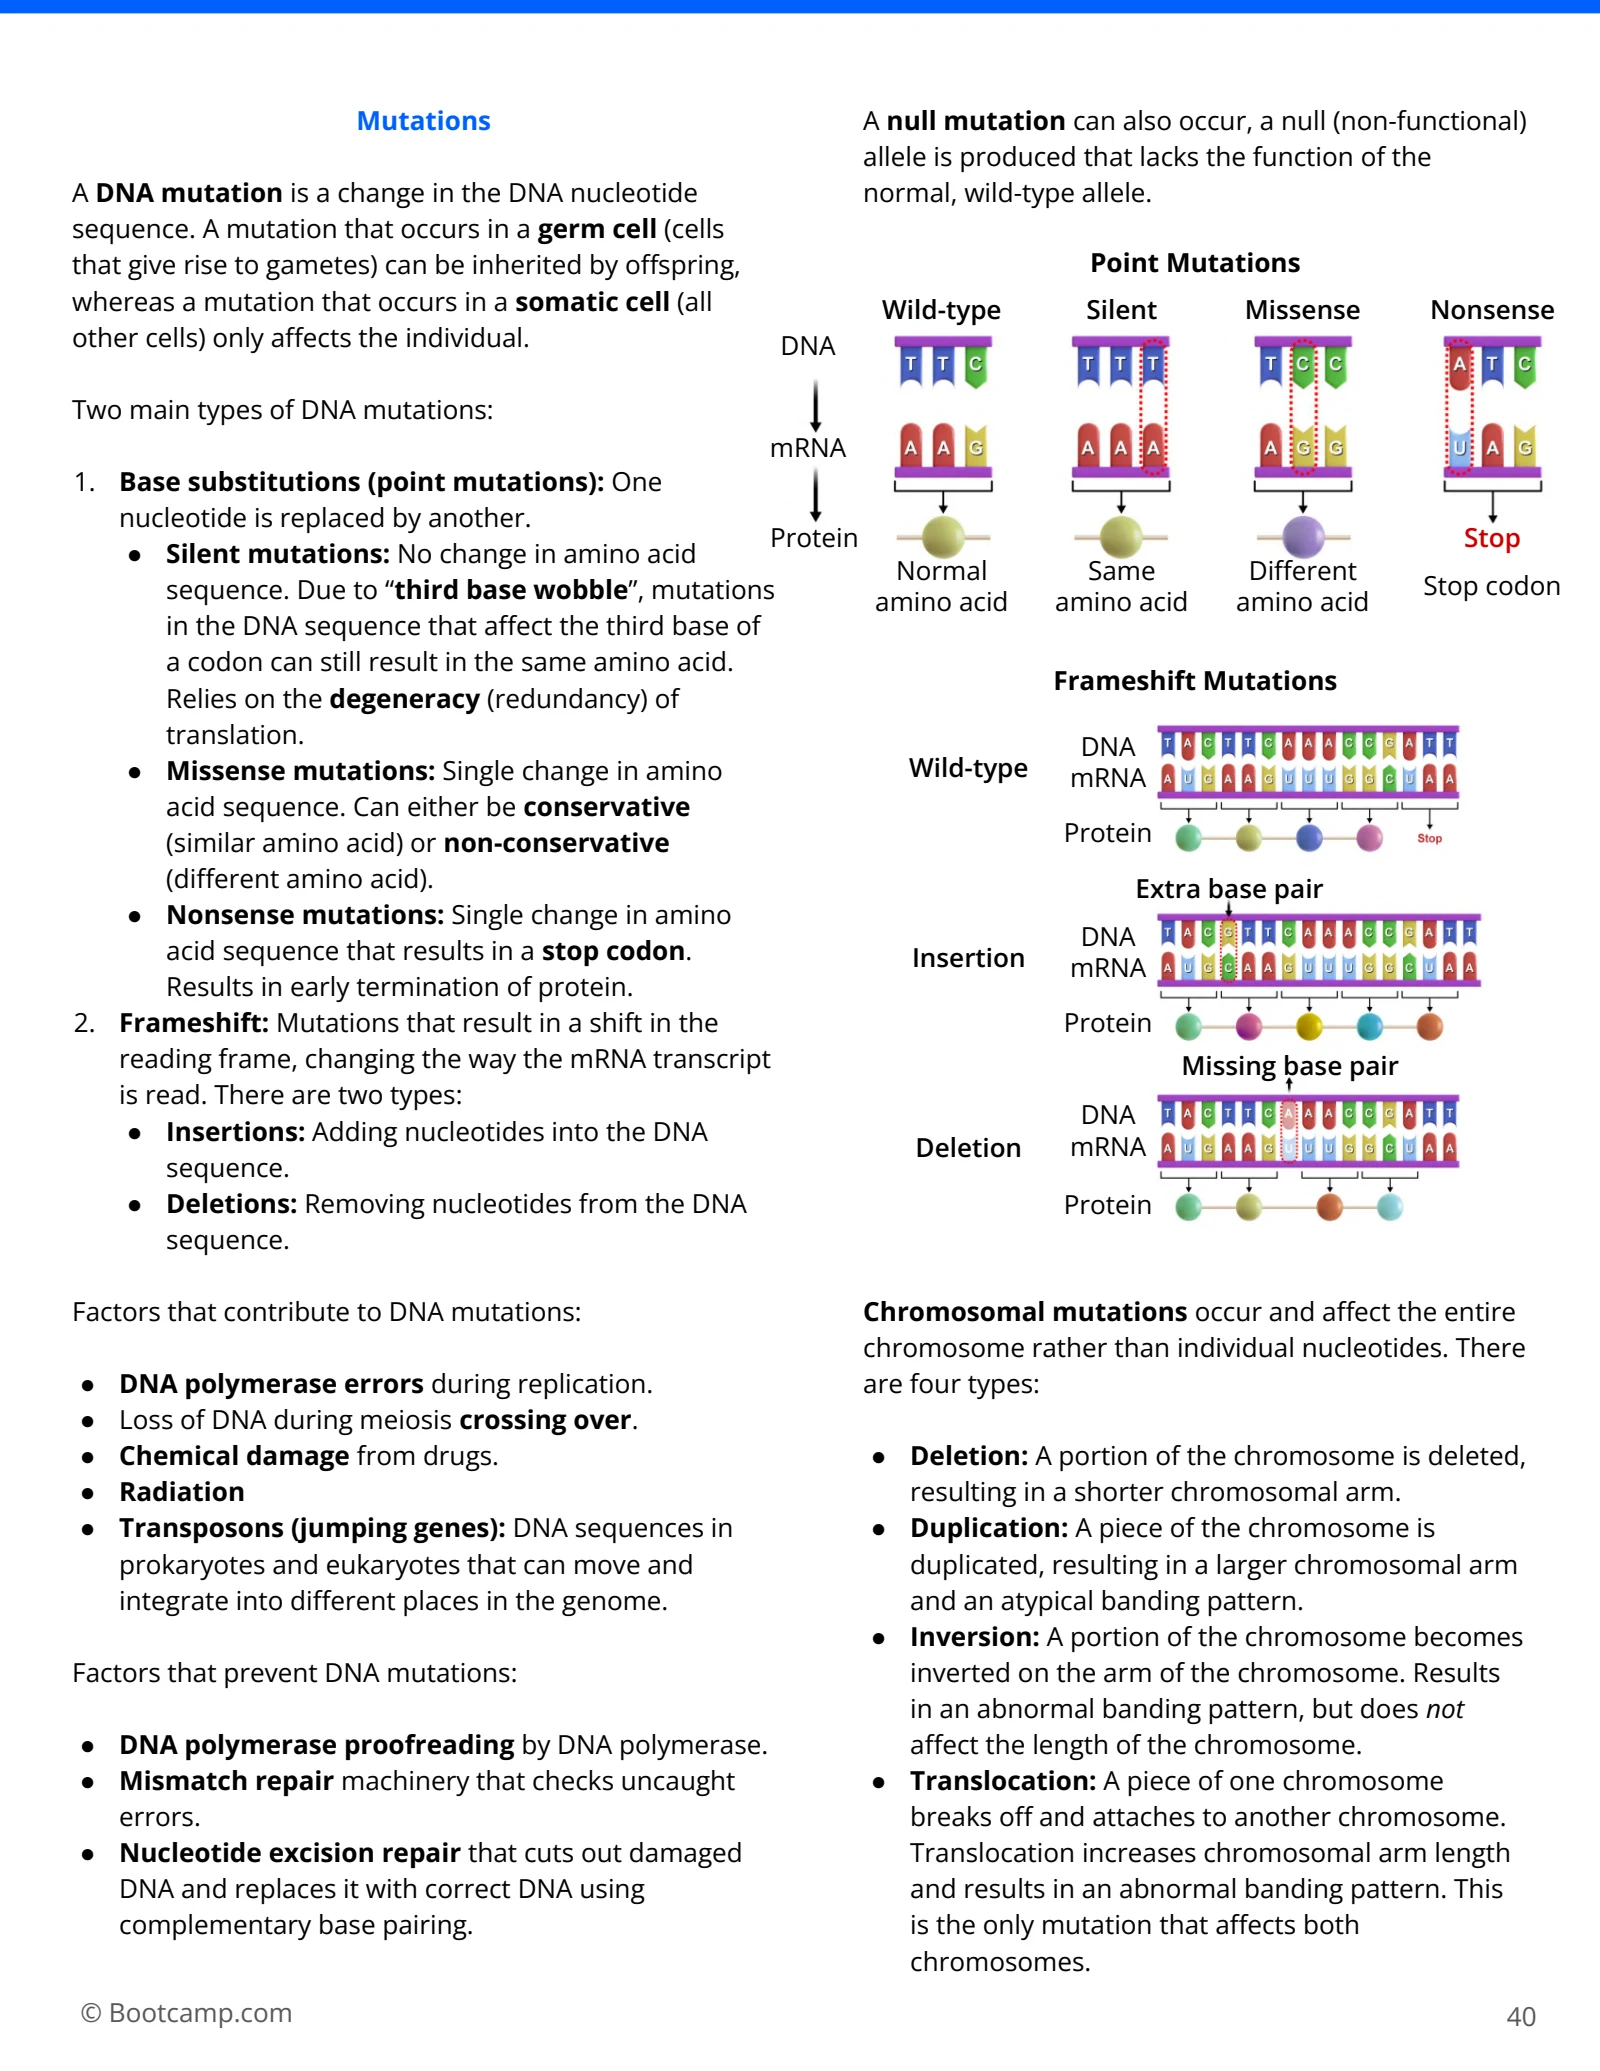 Mutations
A DNA mutation is a change in the DNA nucleotide
sequence. A mutation that occurs in a germ cell (cells
that give rise to gametes) can be inherited by offspring,
whereas a mutation that occurs in a somatic cell (all
other cells) only affects the individual.
Two main types of DNA mutations:
1. Base substitutions (point mutations): One
nucleotide is replaced by another.
● Silent mutations: No change in amino acid
sequence. Due to “third base wobble”, mutations
in the DNA sequence that affect the third base of
a codon can still result in the same amino acid.
Relies on the degeneracy (redundancy) of
translation.
● Missense mutations: Single change in amino
acid sequence. Can either be conservative
(similar amino acid) or non-conservative
(different amino acid).
● Nonsense mutations: Single change in amino
acid sequence that results in a stop codon.
Results in early termination of protein.
2. Frameshift: Mutations that result in a shift in the
reading frame, changing the way the mRNA transcript
is read. There are two types:
● Insertions: Adding nucleotides into the DNA
sequence.
● Deletions: Removing nucleotides from the DNA
sequence.
Factors that contribute to DNA mutations:
● DNA polymerase errors during replication.
● Loss of DNA during meiosis crossing over.
● Chemical damage from drugs.
● Radiation
● Transposons (jumping genes): DNA sequences in
prokaryotes and eukaryotes that can move and
integrate into different places in the genome.
Factors that prevent DNA mutations:
● DNA polymerase proofreading by DNA polymerase.
● Mismatch repair machinery that checks uncaught
errors.
● Nucleotide excision repair that cuts out damaged
DNA and replaces it with correct DNA using
complementary base pairing.
A null mutation can also occur, a null (non-functional)
allele is produced that lacks the function of the
normal, wild-type allele.
Point Mutations
Wild-type Silent Missense Nonsense
DNA T T C T T T T C C A T C
mRNA A A G A A A A G G U A G
Protein Stop
Normal amino acid
Same amino acid
Different amino acid
Stop codon
Frameshift Mutations
Wild-type
DNA T A C T T C A A A C C G A T T
mRNA A U G A A G U U U G G C U A A
Protein Stop
Extra base pair
Insertion
DNA T A C G T T C A A A C C G A T T
mRNA A U G C A A G U U U G G C U A A
Protein
Missing base pair
Deletion
DNA T A C T T C A A A C C G A T T
mRNA A U G A A G U U U G G C U A A
Protein
Chromosomal mutations occur and affect the entire
chromosome rather than individual nucleotides. There
are four types:
● Deletion: A portion of the chromosome is deleted,
resulting in a shorter chromosomal arm.
● Duplication: A piece of the chromosome is
duplicated, resulting in a larger chromosomal arm
and an atypical banding pattern.
● Inversion: A portion of the chromosome becomes
inverted on the arm of the chromosome. Results
in an abnormal banding pattern, but does not
affect the length of the chromosome.
● Translocation: A piece of one chromosome
breaks off and attaches to another chromosome.
Translocation increases chromosomal arm length
and results in an abnormal banding pattern. This
is the only mutation that affects both
chromosomes.
© Bootcamp.com
40